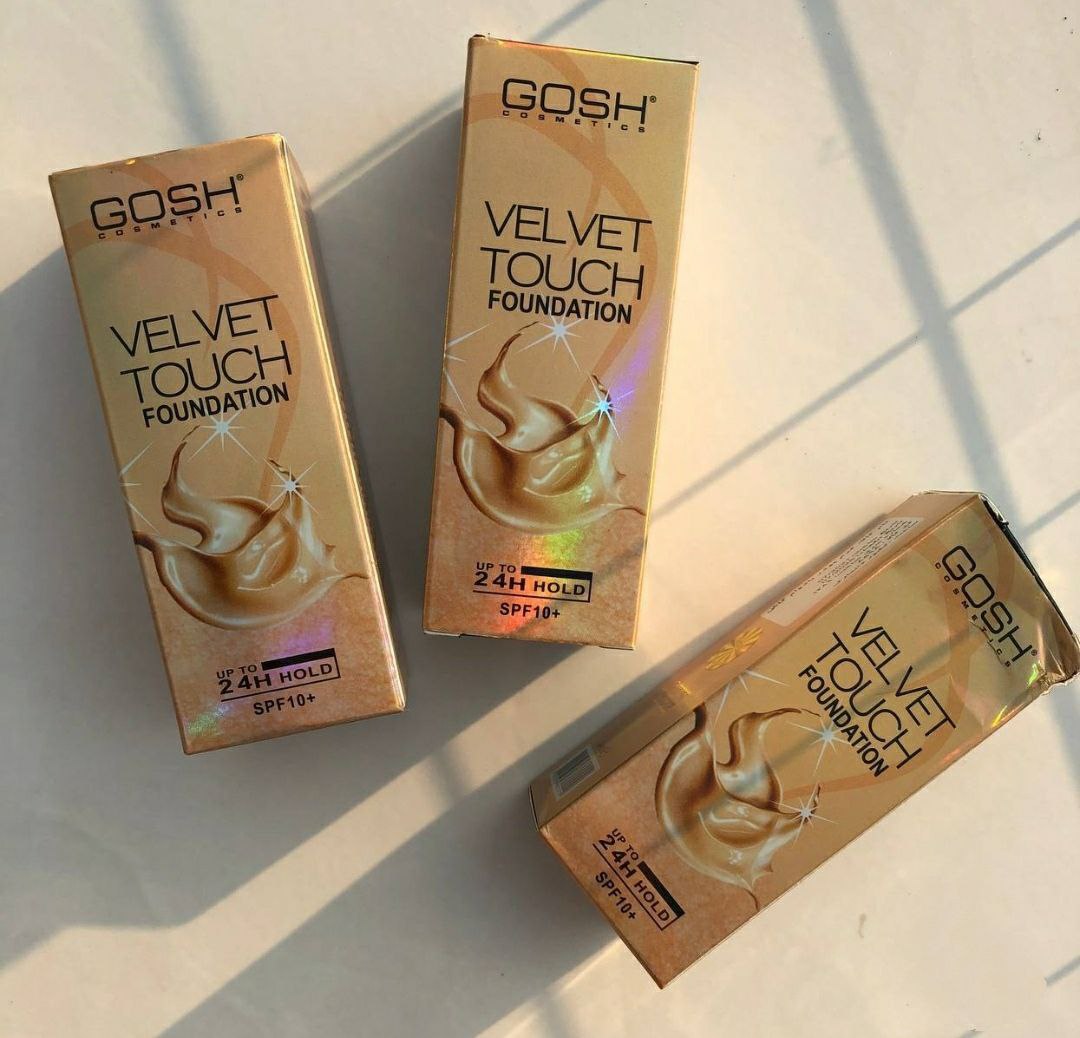 GOSH®
COSMETICS
VELVET
TOUCH
FOUNDATION
UP TO
24H HOLD
SPF10+
GOSH®
COSMETICS
VELVET
TOUCH
FOUNDATION
UP TO
24H HOLD
SPF10+
GOSH®
COSMETICS
VELVET
TOUCH
FOUNDATION
UP TO
24H HOLD
SPF10+